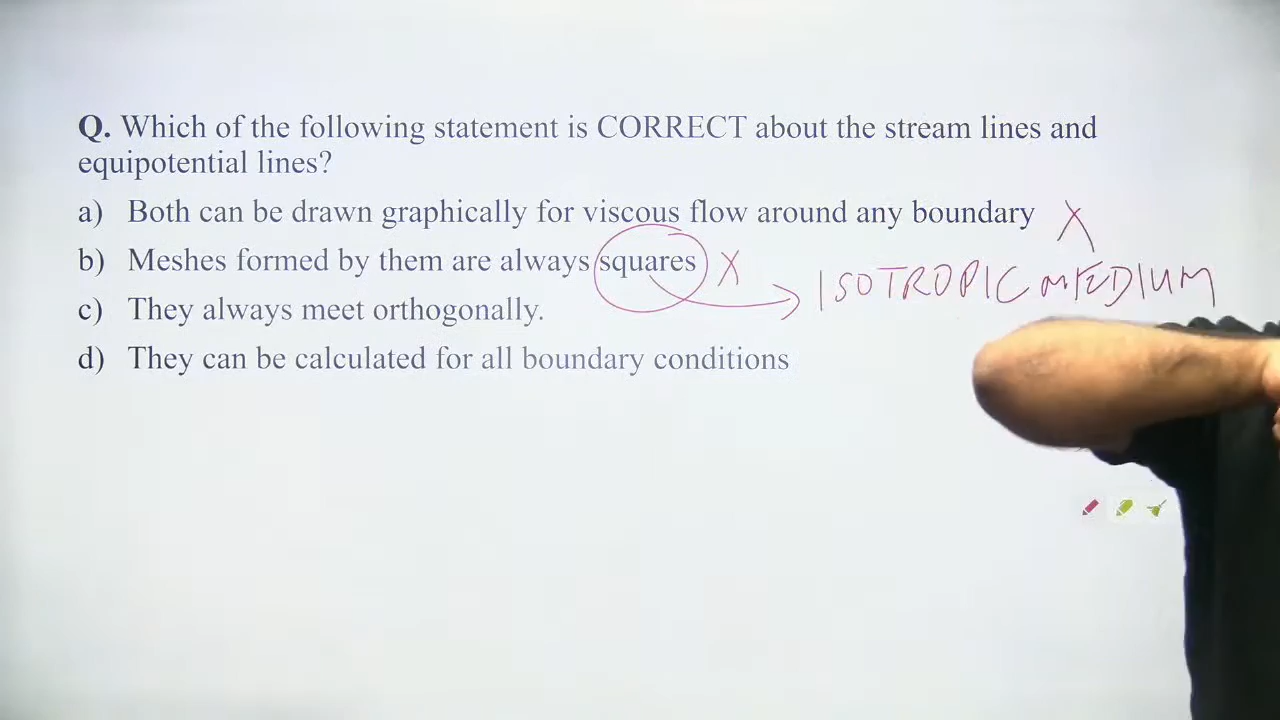 Q. Which of the following statement is CORRECT about the stream lines and
equipotential lines?
a) Both can be drawn graphically for viscous flow around any boundary X
b) Meshes formed by them are always squares X
ISOTROPIC MEDIUM
c) They always meet orthogonally.
d) They can be calculated for all boundary conditions